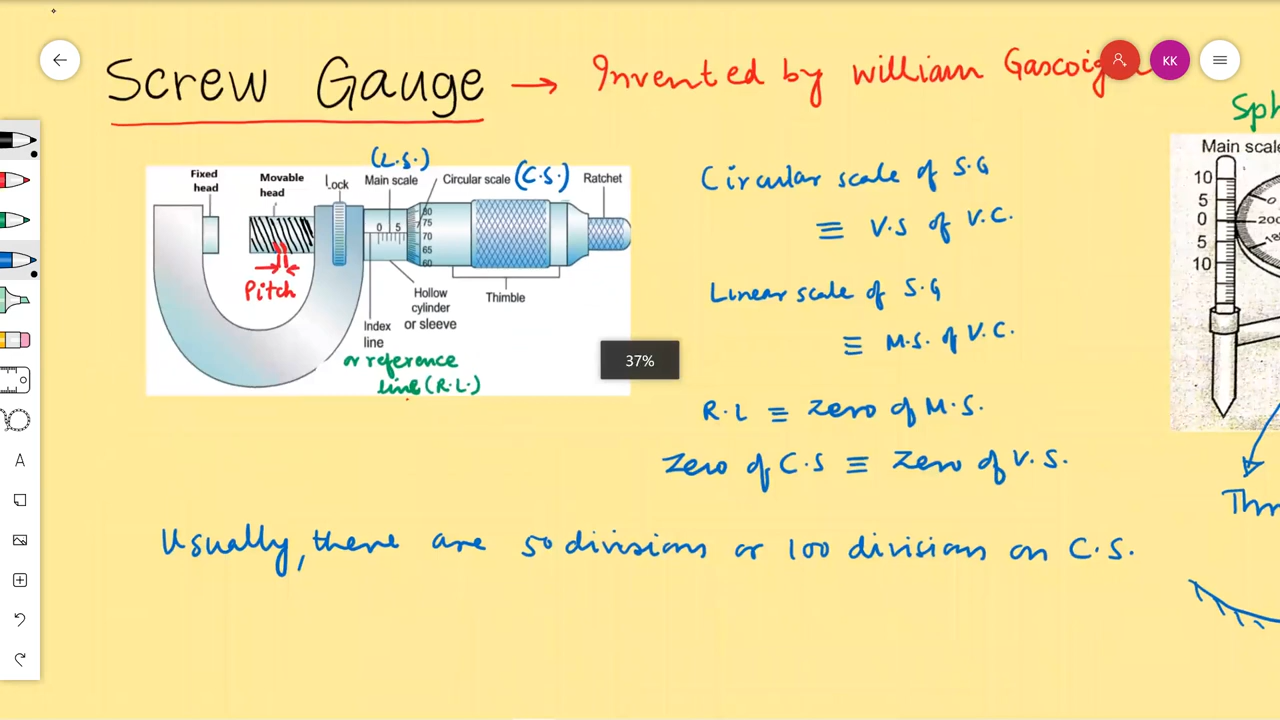 Screw Gauge → Invented by William
KK
Sph
(L.S.)
Fixed head
Movable head
Lock
Main scale
Circular scale (C.S.)
Ratchet
0 5
80
75
70
65
60
Pitch
Hollow cylinder or sleeve
Thimble
Index line
or reference line (R.L.)
37%
Circular scale of S.G
≡ V.S of V.C.
Linear scale of S.G
≡ M.S. of V.C.
R.L ≡ Zero of M.S.
Zero of C.S ≡ Zero of V.S.
Usually, there are 50 divisions or 100 divisions on C.S.
Main scale
10
5
0
5
10
0
200
Thr
A